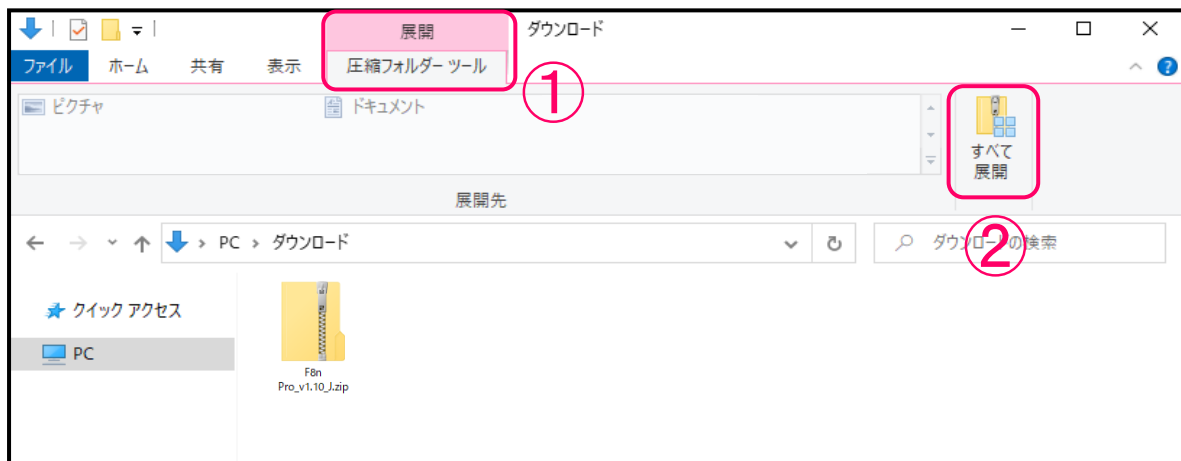 展開
ダウンロード
ファイル ホーム 共有 表示 圧縮フォルダー ツール
①
ピクチャ ドキュメント
すべて
展開
展開先
PC ダウンロード
ダウンロードの検索
②
クイック アクセス
PC
F8n
Pro_v1.10_J.zip